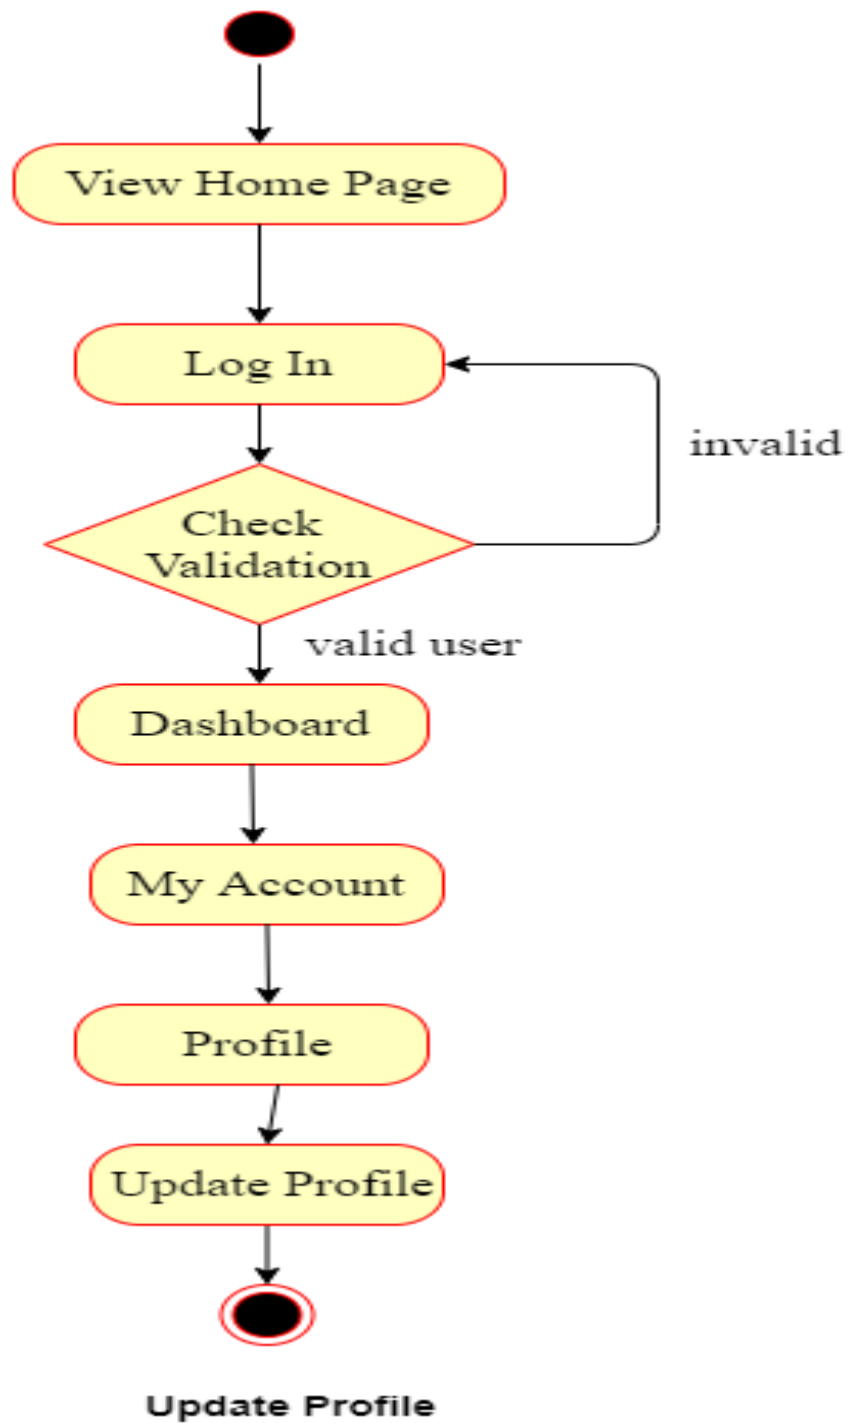 View Home Page
Log In
invalid
Check
Validation
valid user
Dashboard
My Account
Profile
Update Profile
Update Profile